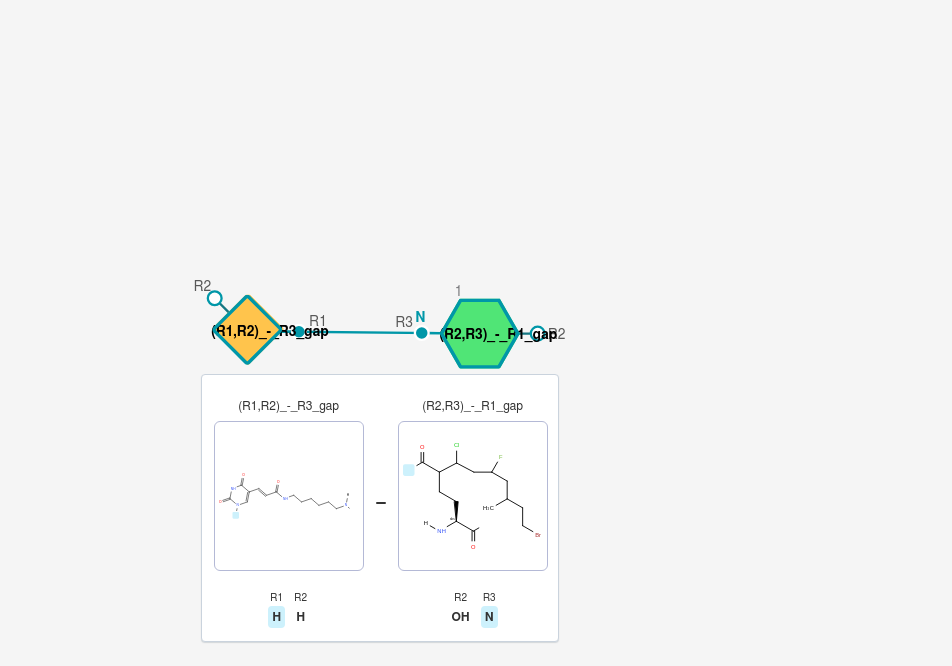 R2
1
N
R1
R3
(R1,R2)_-_R3_gap
(R2,R3)_-_R1_gap
R2
(R1,R2)_-_R3_gap
(R2,R3)_-_R1_gap
O
Cl
F
H₃C
H
NH
O
Br
O
NH
O
N
O
NH
–
R1 R2
R2 R3
H H
OH N